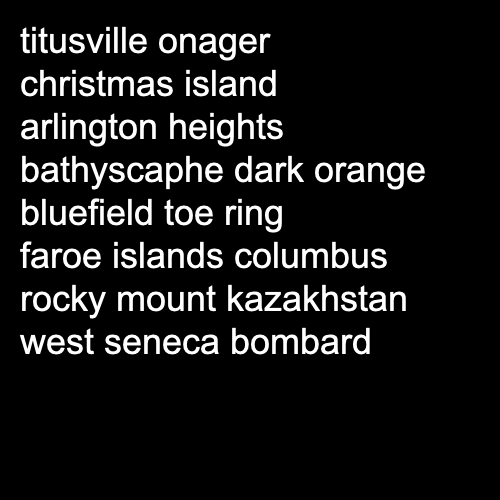 titusville onager
christmas island
arlington heights
bathyscaphe dark orange
bluefield toe ring
faroe islands columbus
rocky mount kazakhstan
west seneca bombard